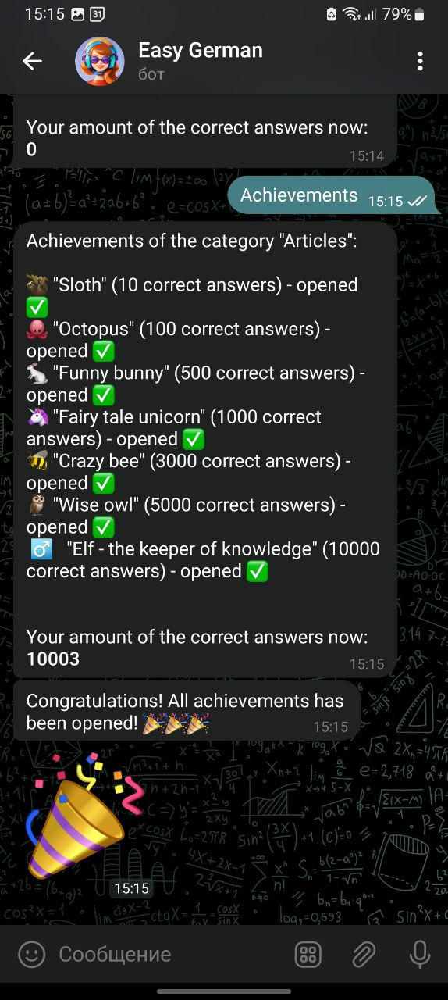 15:15 31 79%
Easy German
бот
Your amount of the correct answers now:
0 15:14
Achievements 15:15
Achievements of the category "Articles":
🦥 "Sloth" (10 correct answers) - opened
✅
🐙 "Octopus" (100 correct answers) -
opened ✅
🐇 "Funny bunny" (500 correct answers) -
opened ✅
🦄 "Fairy tale unicorn" (1000 correct
answers) - opened ✅
🐝 "Crazy bee" (3000 correct answers) -
opened ✅
🦉 "Wise owl" (5000 correct answers) -
opened ✅
♂️ "Elf - the keeper of knowledge" (10000
correct answers) - opened ✅
Your amount of the correct answers now:
10003 15:15
Congratulations! All achievements has
been opened! 🎉🎉🎉 15:15
15:15
Сообщение